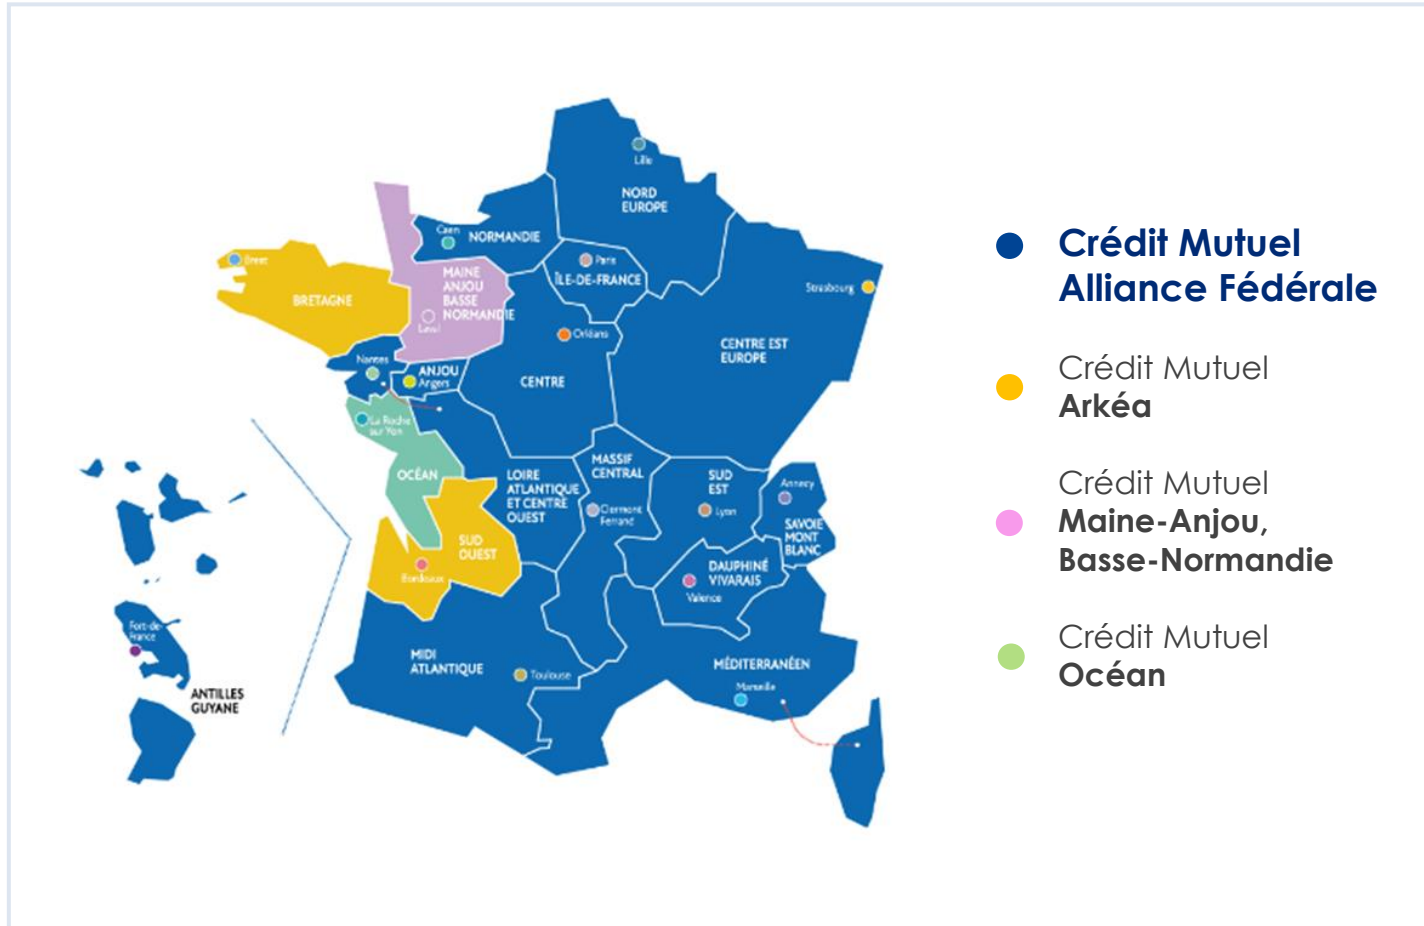 Lille
NORD
EUROPE
Caen
NORMANDIE
Paris
ÎLE-DE-FRANCE
Brest
BRETAGNE
MAINE
ANJOU
BASSE
NORMANDIE
Laval
Strasbourg
Orléans
CENTRE EST
EUROPE
Nantes
ANJOU
Angers
CENTRE
La Roche
sur Yon
OCÉAN
LOIRE
ATLANTIQUE
ET CENTRE
OUEST
MASSIF
CENTRAL
Clermont
Ferrand
SUD
EST
Lyon
Annecy
SAVOIE
MONT
BLANC
SUD
OUEST
Bordeaux
DAUPHINÉ
VIVARAIS
Valence
Fort-de-
France
ANTILLES
GUYANE
MIDI
ATLANTIQUE
Toulouse
MÉDITERRANÉEN
Marseille
Crédit Mutuel
Alliance Fédérale
Crédit Mutuel
Arkéa
Crédit Mutuel
Maine-Anjou,
Basse-Normandie
Crédit Mutuel
Océan